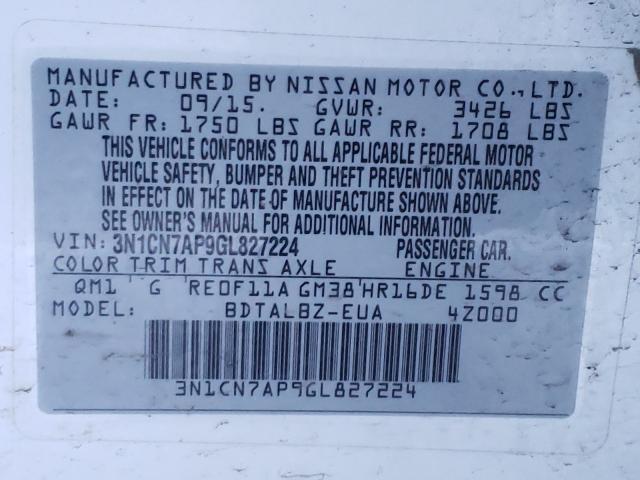 MANUFACTURED BY NISSAN MOTOR CO., LTD.
DATE: 09/15. GVWR: 3426 LBS
GAWR FR: 1750 LBS GAWR RR: 1708 LBS
THIS VEHICLE CONFORMS TO ALL APPLICABLE FEDERAL MOTOR
VEHICLE SAFETY, BUMPER AND THEFT PREVENTION STANDARDS
IN EFFECT ON THE DATE OF MANUFACTURE SHOWN ABOVE.
SEE OWNER'S MANUAL FOR ADDITIONAL INFORMATION.
VIN: 3N1CN7AP9GL827224 PASSENGER CAR.
COLOR TRIM TRANS AXLE ENGINE
QM1 G RE0F11A GM38 HR16DE 1598 CC
MODEL: BDTALBZ-EUA 4Z000
3N1CN7AP9GL827224